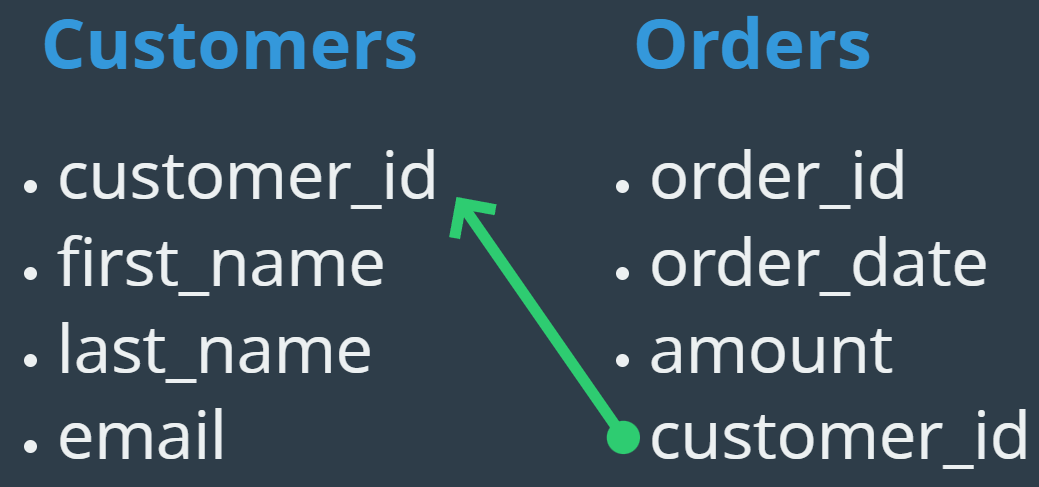 Customers
customer_id
first_name
last_name
email
Orders
order_id
order_date
amount
customer_id